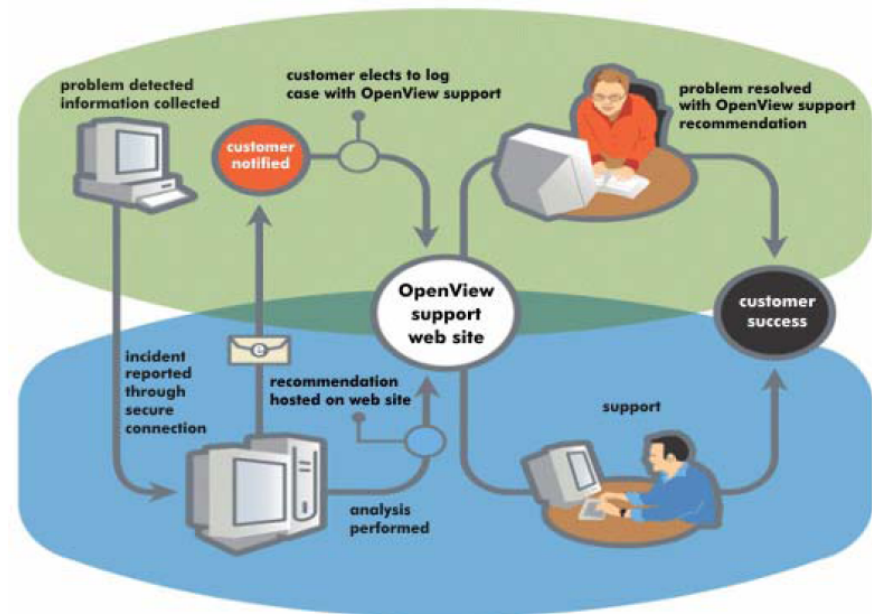 problem detected
information collected
customer elects to log
case with OpenView support
problem resolved
with OpenView support
recommendation
customer
notified
OpenView
support
web site
customer
success
incident
reported
through
secure
connection
recommendation
hosted on web site
support
analysis
performed